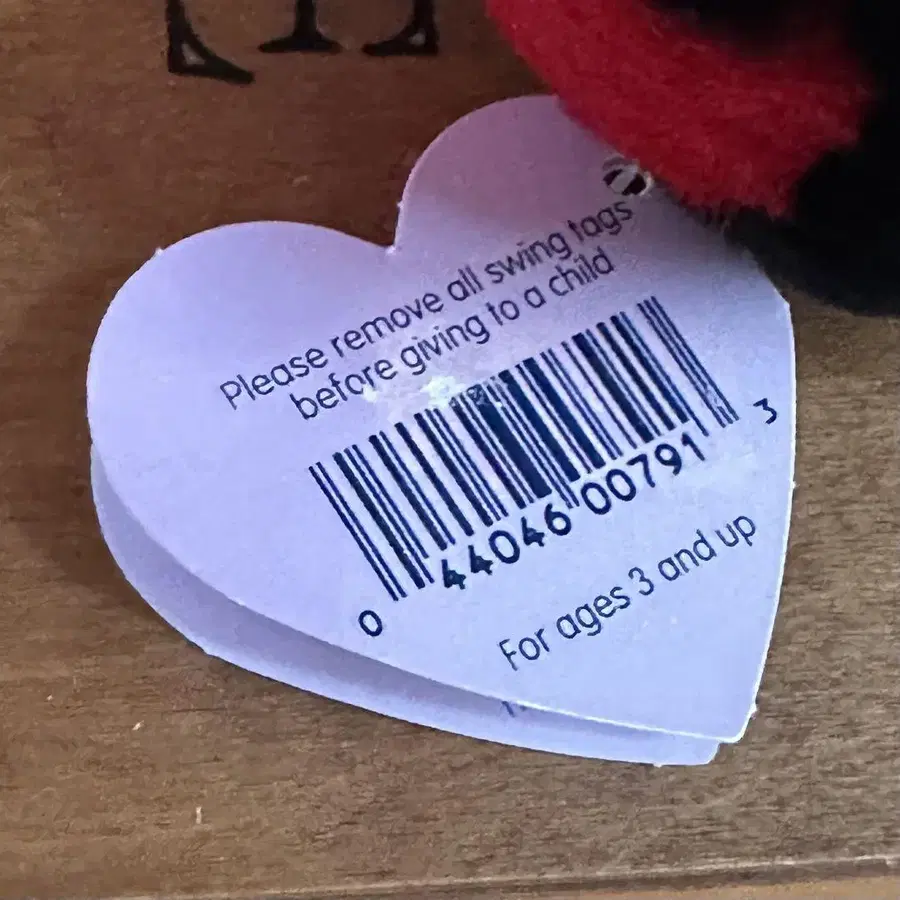 Please remove all swing tags
before giving to a child
0 44046 00791 3
For ages 3 and up